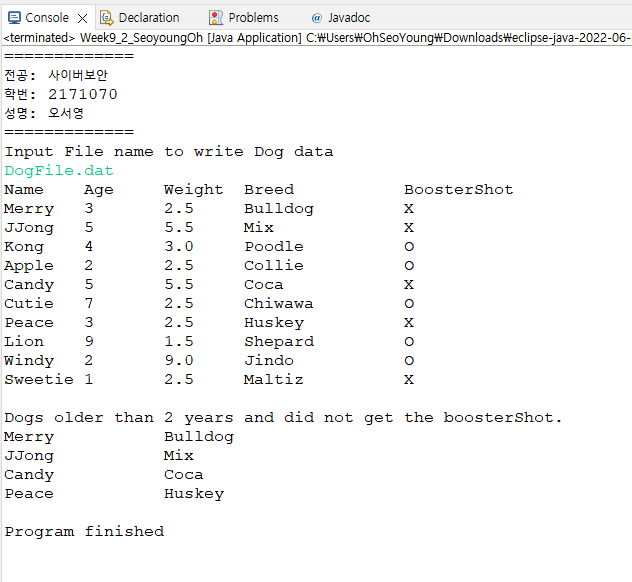 Console Declaration Problems Javadoc
<terminated> Week9_2_SeoyoungOh [Java Application] C:₩Users₩OhSeoYoung₩Downloads₩eclipse-java-2022-06-
=============
전공: 사이버보안
학번: 2171070
성명: 오서영
=============
Input File name to write Dog data
DogFile.dat
Name Age Weight Breed BoosterShot
Merry 3 2.5 Bulldog X
JJong 5 5.5 Mix X
Kong 4 3.0 Poodle O
Apple 2 2.5 Collie O
Candy 5 5.5 Coca X
Cutie 7 2.5 Chiwawa O
Peace 3 2.5 Huskey X
Lion 9 1.5 Shepard O
Windy 2 9.0 Jindo O
Sweetie 1 2.5 Maltiz X
Dogs older than 2 years and did not get the boosterShot.
Merry Bulldog
JJong Mix
Candy Coca
Peace Huskey
Program finished